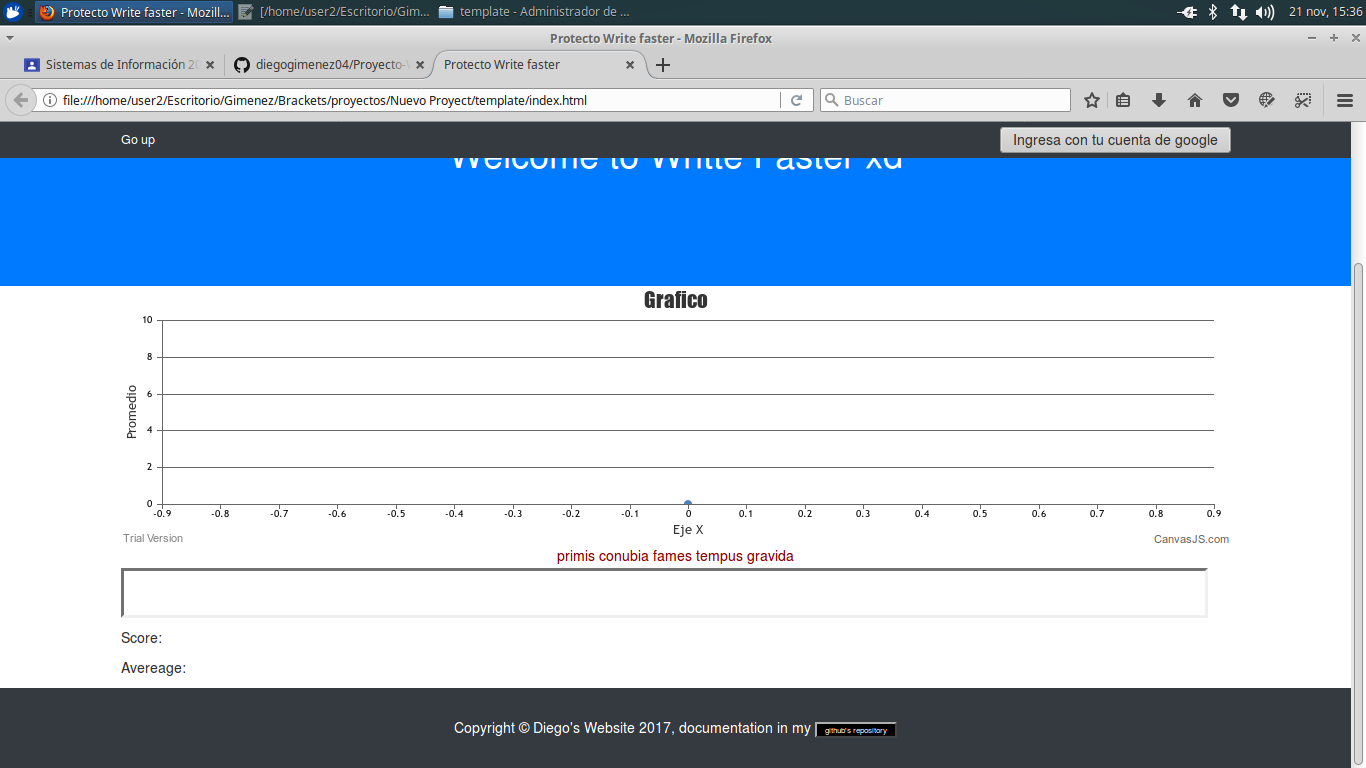 Protecto Write faster - Mozill...
[/home/user2/Escritorio/Gim...
template - Administrador de ...
21 nov, 15:36
Protecto Write faster - Mozilla Firefox
Sistemas de Información 20
diegogimenez04/Proyecto-
Protecto Write faster
file:///home/user2/Escritorio/Gimenez/Brackets/proyectos/Nuevo Proyect/template/index.html
Buscar
Go up
Ingresa con tu cuenta de google
Welcome to Writte Faster xd
Grafico
10
8
6
4
2
0
Promedio
-0.9 -0.8 -0.7 -0.6 -0.5 -0.4 -0.3 -0.2 -0.1 0 0.1 0.2 0.3 0.4 0.5 0.6 0.7 0.8 0.9
Eje X
Trial Version
CanvasJS.com
primis conubia fames tempus gravida
Score:
Avereage:
Copyright © Diego's Website 2017, documentation in my github's repository